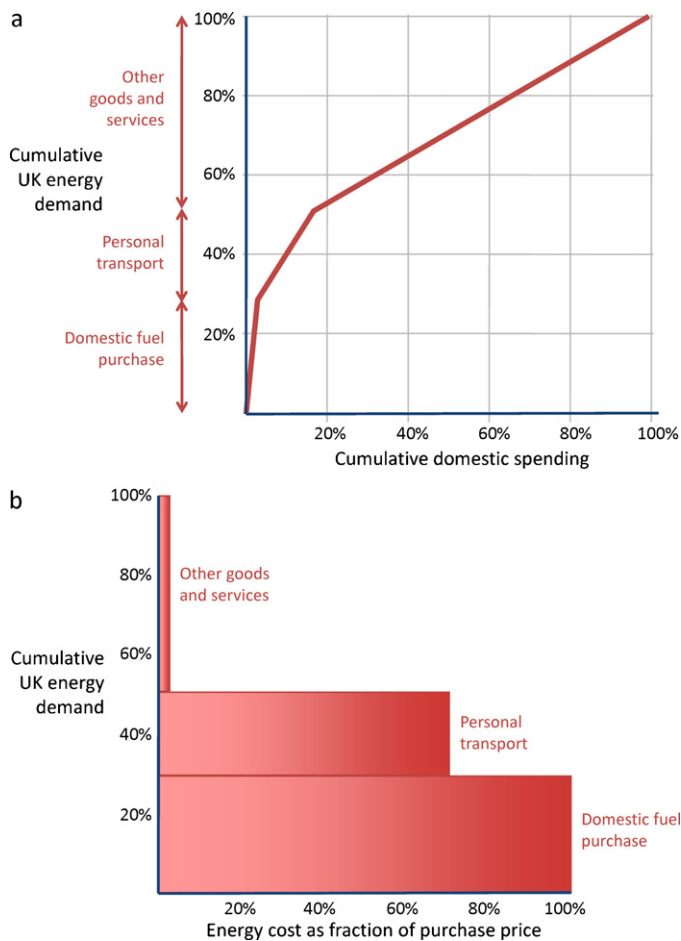 a
100%
Other
goods and
services
80%
Cumulative
UK energy
demand
60%
Personal
transport
40%
Domestic fuel
purchase
20%
20%
40%
60%
80%
100%
Cumulative domestic spending
b
100%
80%
Other goods
and services
60%
Cumulative
UK energy
demand
40%
Personal
transport
20%
Domestic fuel
purchase
20%
40%
60%
80%
100%
Energy cost as fraction of purchase price